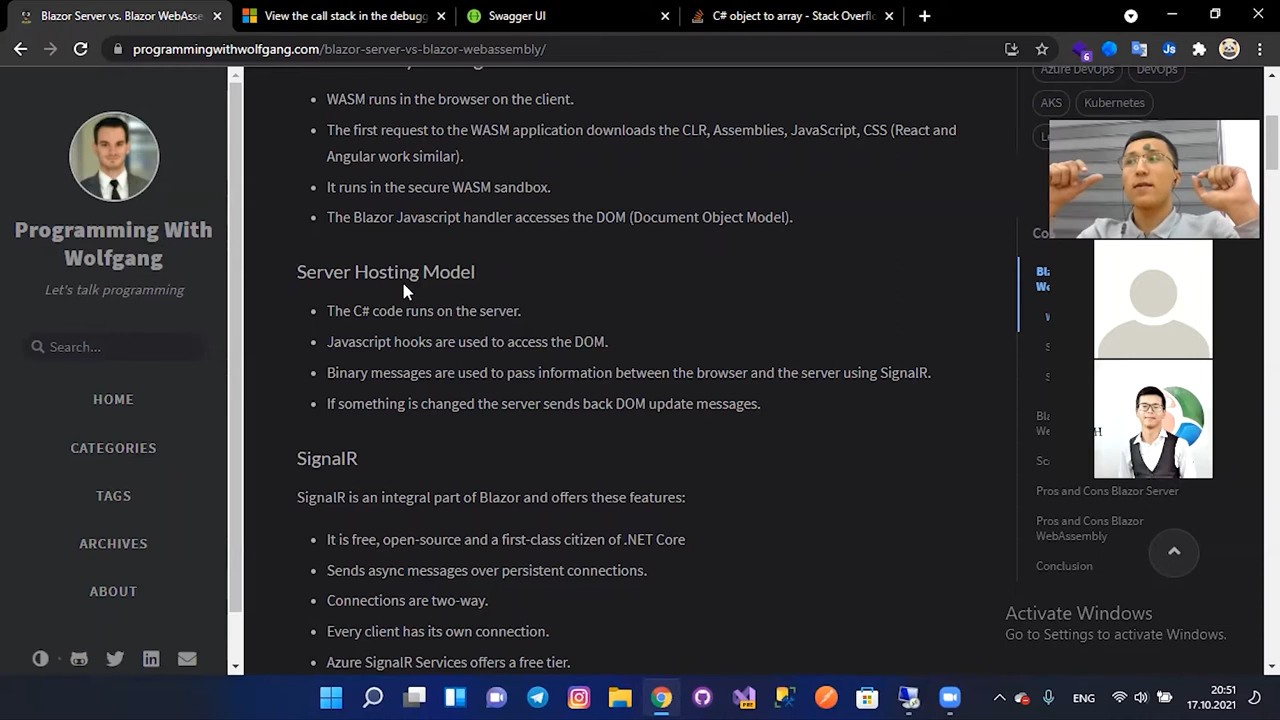 Blazor Server vs. Blazor WebAsse
View the call stack in the debugg
Swagger UI
C# object to array - Stack Overflo
programmingwithwolfgang.com/blazor-server-vs-blazor-webassembly/
6
Programming With
Wolfgang
Let's talk programming
Search...
HOME
CATEGORIES
TAGS
ARCHIVES
ABOUT
WASM runs in the browser on the client.
The first request to the WASM application downloads the CLR, Assemblies, JavaScript, CSS (React and
Angular work similar).
It runs in the secure WASM sandbox.
The Blazor Javascript handler accesses the DOM (Document Object Model).
Server Hosting Model
The C# code runs on the server.
Javascript hooks are used to access the DOM.
Binary messages are used to pass information between the browser and the server using SignalR.
If something is changed the server sends back DOM update messages.
SignalR
SignalR is an integral part of Blazor and offers these features:
It is free, open-source and a first-class citizen of .NET Core
Sends async messages over persistent connections.
Connections are two-way.
Every client has its own connection.
Azure SignalR Services offers a free tier.
Azure DevOps
DevOps
AKS
Kubernetes
Pros and Cons Blazor Server
Pros and Cons Blazor
WebAssembly
Conclusion
Activate Windows
Go to Settings to activate Windows.
ENG
20:51
17.10.2021